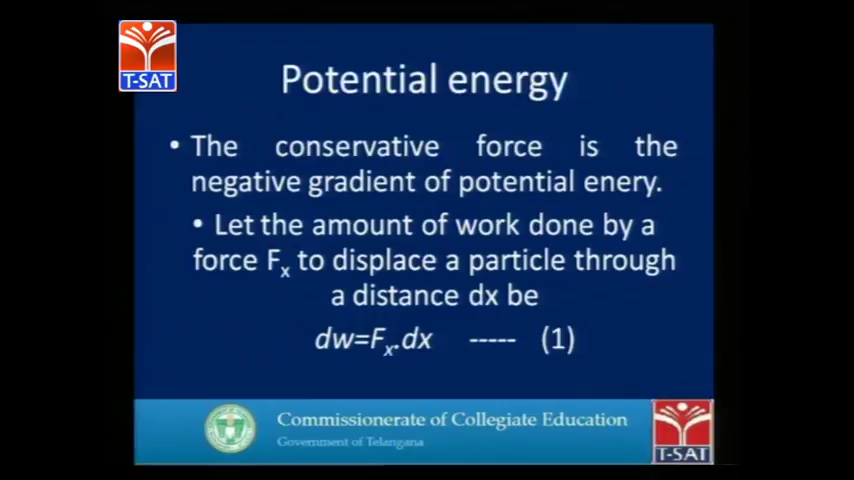 T-SAT
Potential energy
• The conservative force is the
negative gradient of potential enery.
• Let the amount of work done by a
force Fx to displace a particle through
a distance dx be
dw=Fx.dx ----- (1)
Commissionerate of Collegiate Education
Government of Telangana
T-SAT